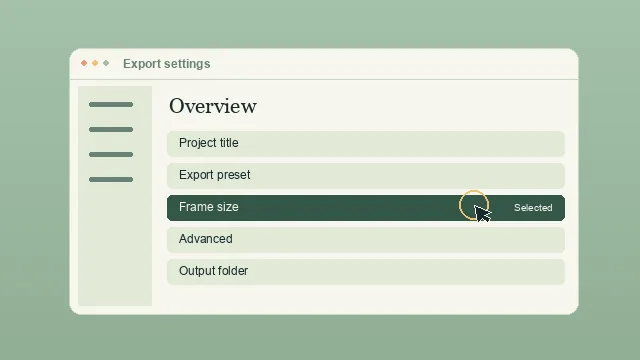 Export settings
Overview
Project title
Export preset
Frame size
Selected
Advanced
Output folder